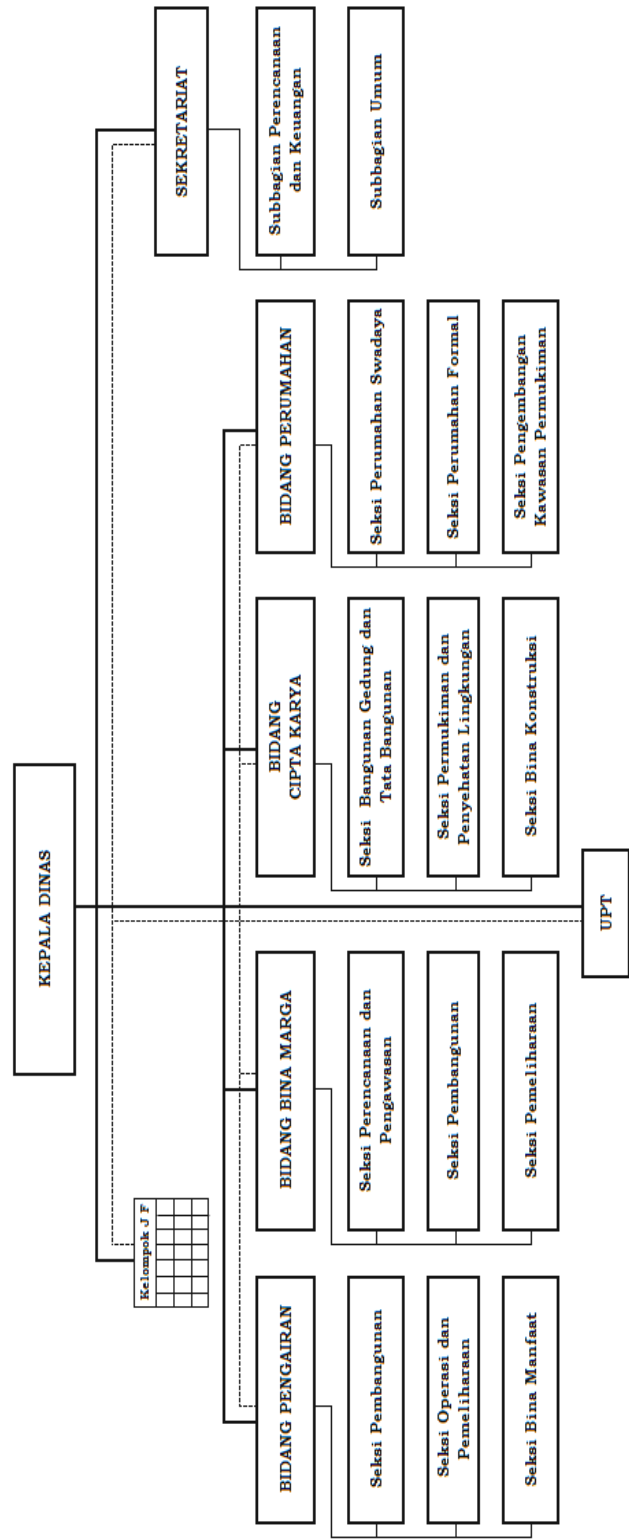 KEPALA DINAS
Kelompok J F
SEKRETARIAT
Subbagian Perencanaan
dan Keuangan
Subbagian Umum
BIDANG PENGAIRAN
Seksi Pembangunan
Seksi Operasi dan
Pemeliharaan
Seksi Bina Manfaat
BIDANG BINA MARGA
Seksi Perencanaan dan
Pengawasan
Seksi Pembangunan
Seksi Pemeliharaan
BIDANG
CIPTA KARYA
Seksi Bangunan Gedung dan
Tata Bangunan
Seksi Permukiman dan
Penyehatan Lingkungan
Seksi Bina Konstruksi
BIDANG PERUMAHAN
Seksi Perumahan Swadaya
Seksi Perumahan Formal
Seksi Pengembangan
Kawasan Permukiman
UPT